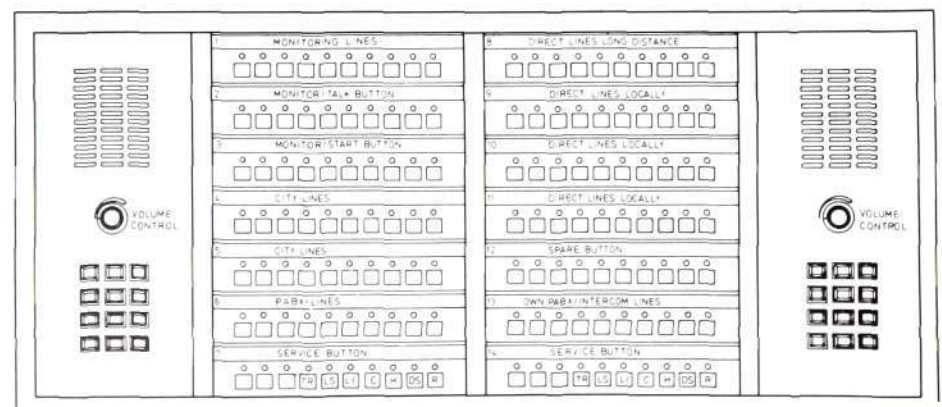 1 MONITORING LINES
2 MONITOR/TALK BUTTON
3 MONITOR/START BUTTON
4 CITY LINES
5 CITY LINES
6 PABX-LINES
7 SERVICE BUTTON
TR LS LI C H DS R
8 DIRECT LINES LONG DISTANCE
9 DIRECT LINES LOCALLY
10 DIRECT LINES LOCALLY
11 DIRECT LINES LOCALLY
12 SPARE BUTTON
13 OWN PABX/INTERCOM LINES
14 SERVICE BUTTON
TR LS LI C H DS R
VOLUME
CONTROL
VOLUME
CONTROL